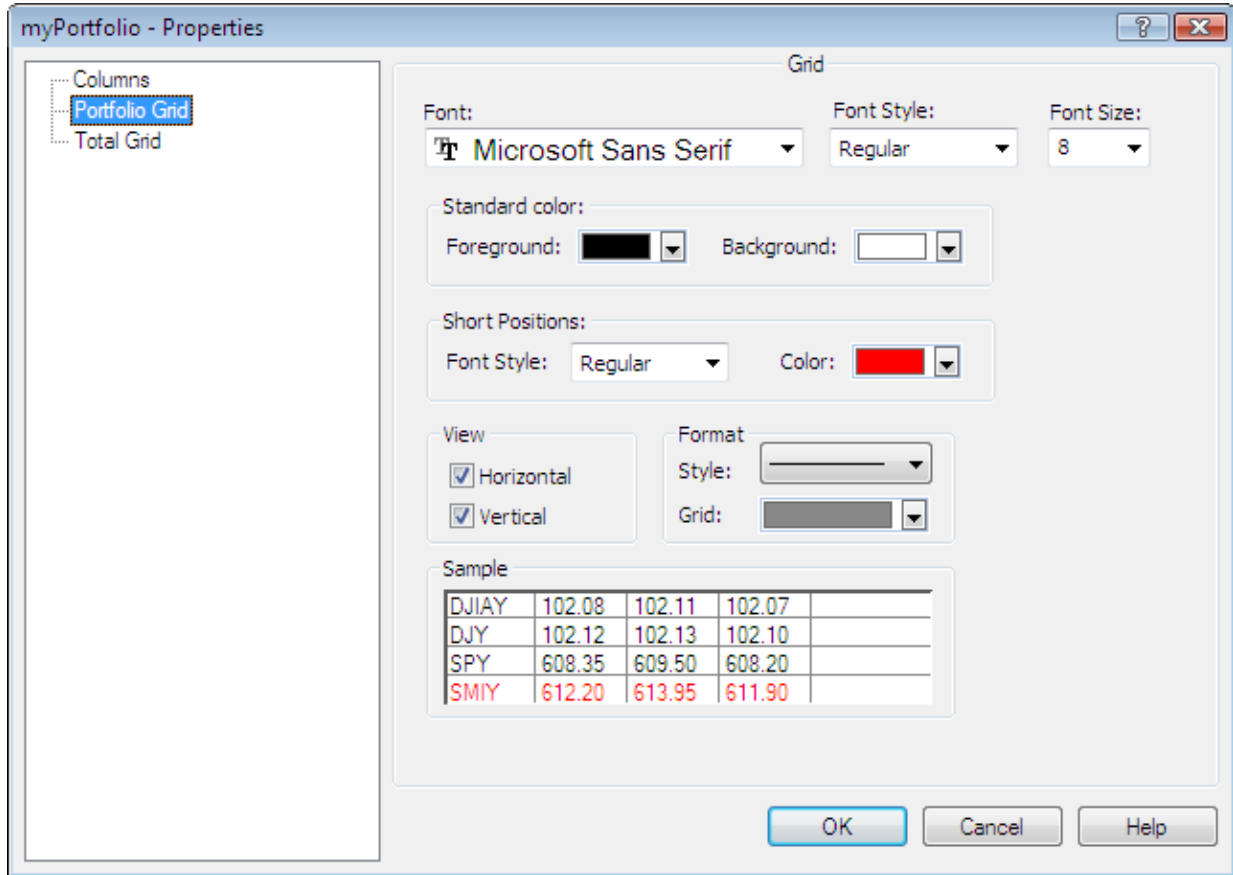 myPortfolio - Properties
Columns
Portfolio Grid
Total Grid
Grid
Font: Font Style: Font Size:
Microsoft Sans Serif Regular 8
Standard color:
Foreground: Background:
Short Positions:
Font Style: Regular Color:
View Format
Horizontal Style:
Vertical Grid:
Sample
DJIAY 102.08 102.11 102.07
DJY 102.12 102.13 102.10
SPY 608.35 609.50 608.20
SMIY 612.20 613.95 611.90
OK Cancel Help